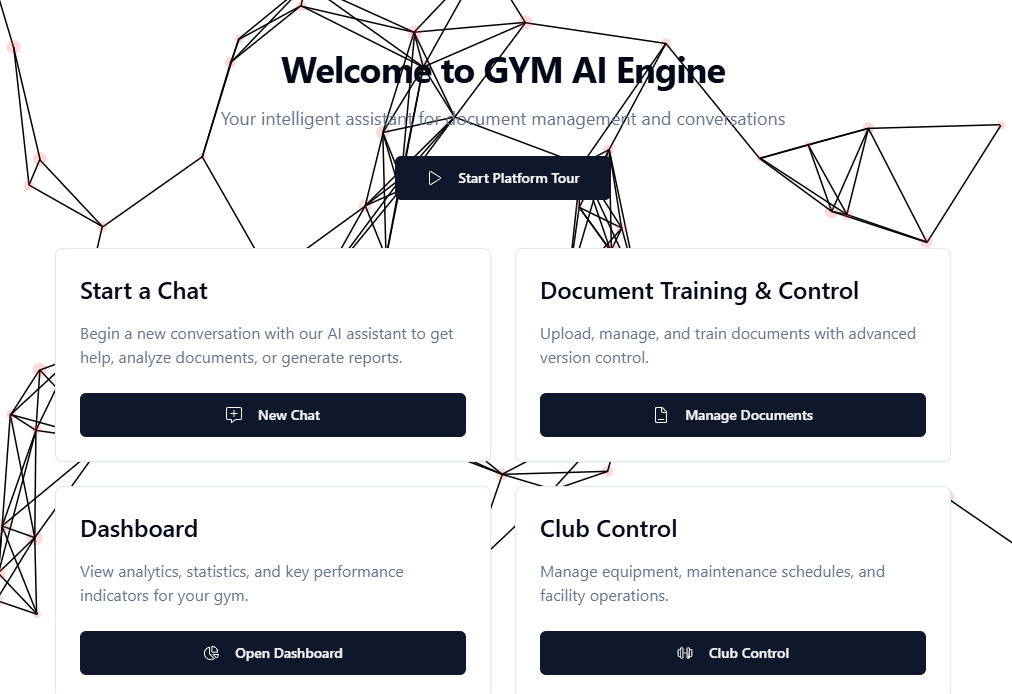 Welcome to GYM AI Engine
Your intelligent assistant for document management and conversations
Start Platform Tour
Start a Chat
Begin a new conversation with our AI assistant to get
help, analyze documents, or generate reports.
New Chat
Document Training & Control
Upload, manage, and train documents with advanced
version control.
Manage Documents
Dashboard
View analytics, statistics, and key performance
indicators for your gym.
Open Dashboard
Club Control
Manage equipment, maintenance schedules, and
facility operations.
Club Control